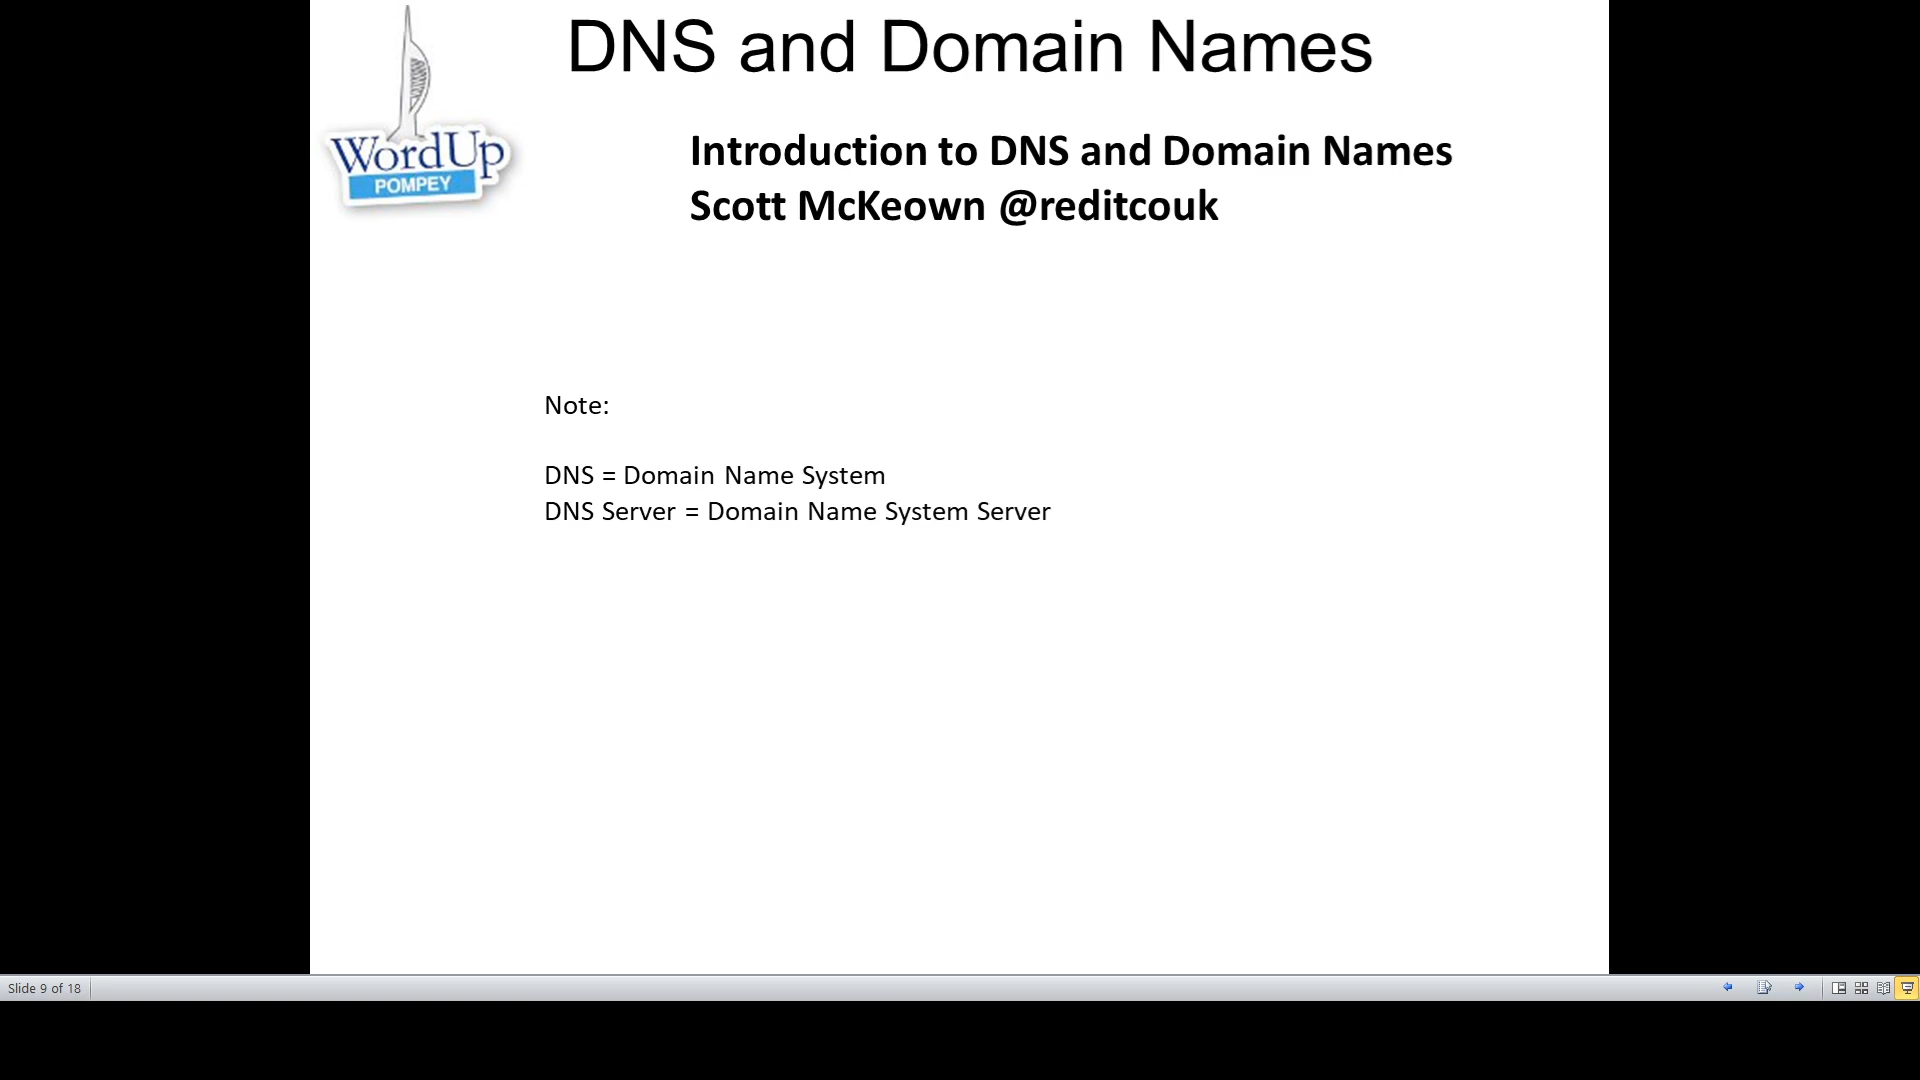 DNS and Domain Names
WordUp
POMPEY
Introduction to DNS and Domain Names
Scott McKeown @reditcouk
Note:
DNS = Domain Name System
DNS Server = Domain Name System Server
Slide 9 of 18